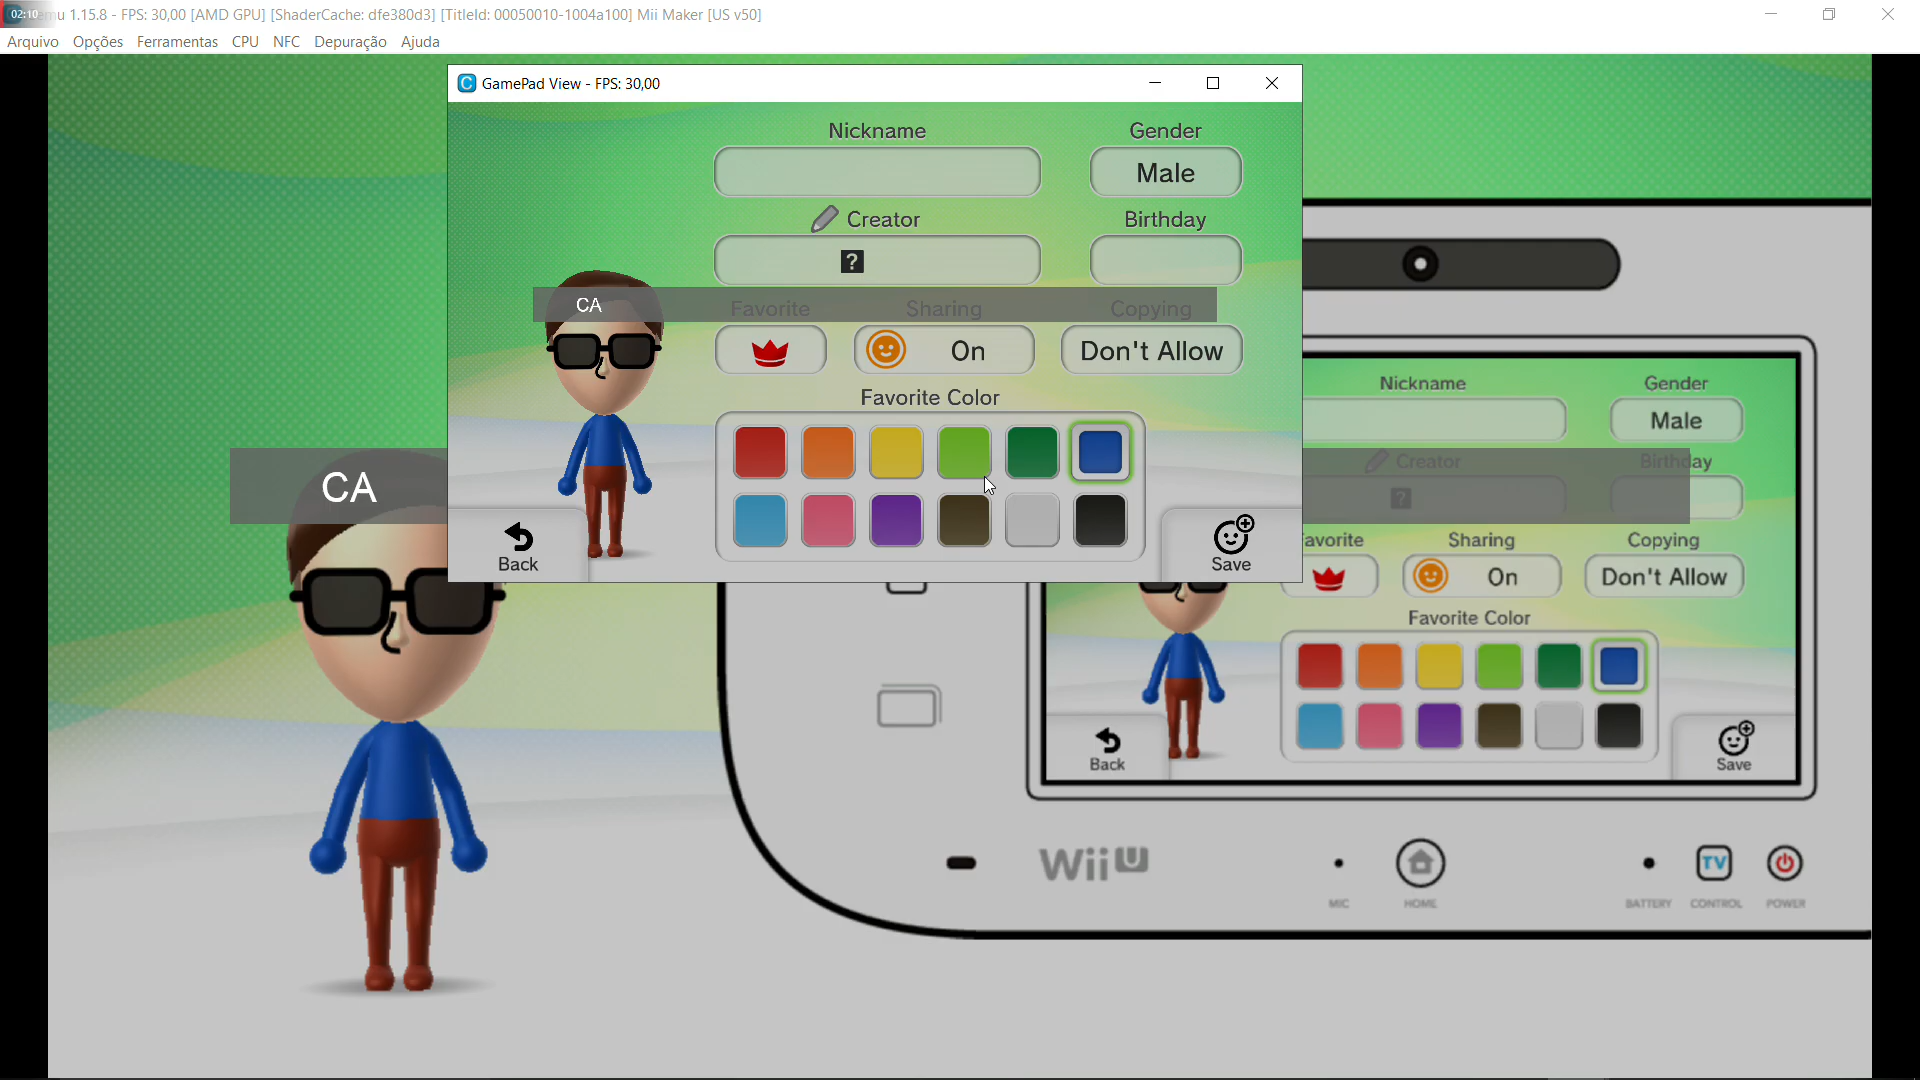 02:10
mu 1.15.8 - FPS: 30,00 [AMD GPU] [ShaderCache: dfe380d3] [TitleId: 00050010-1004a100] Mii Maker [US v50]
Arquivo Opções Ferramentas CPU NFC Depuração Ajuda
GamePad View - FPS: 30,00
Nickname Gender
Male
Creator Birthday
?
CA
Favorite Sharing Copying
On Don't Allow
Favorite Color
Back Save
CA
Nickname Gender
Male
Creator Birthday
?
avorite Sharing Copying
On Don't Allow
Favorite Color
Back Save
Wii U
TV
MIC HOME BATTERY CONTROL POWER